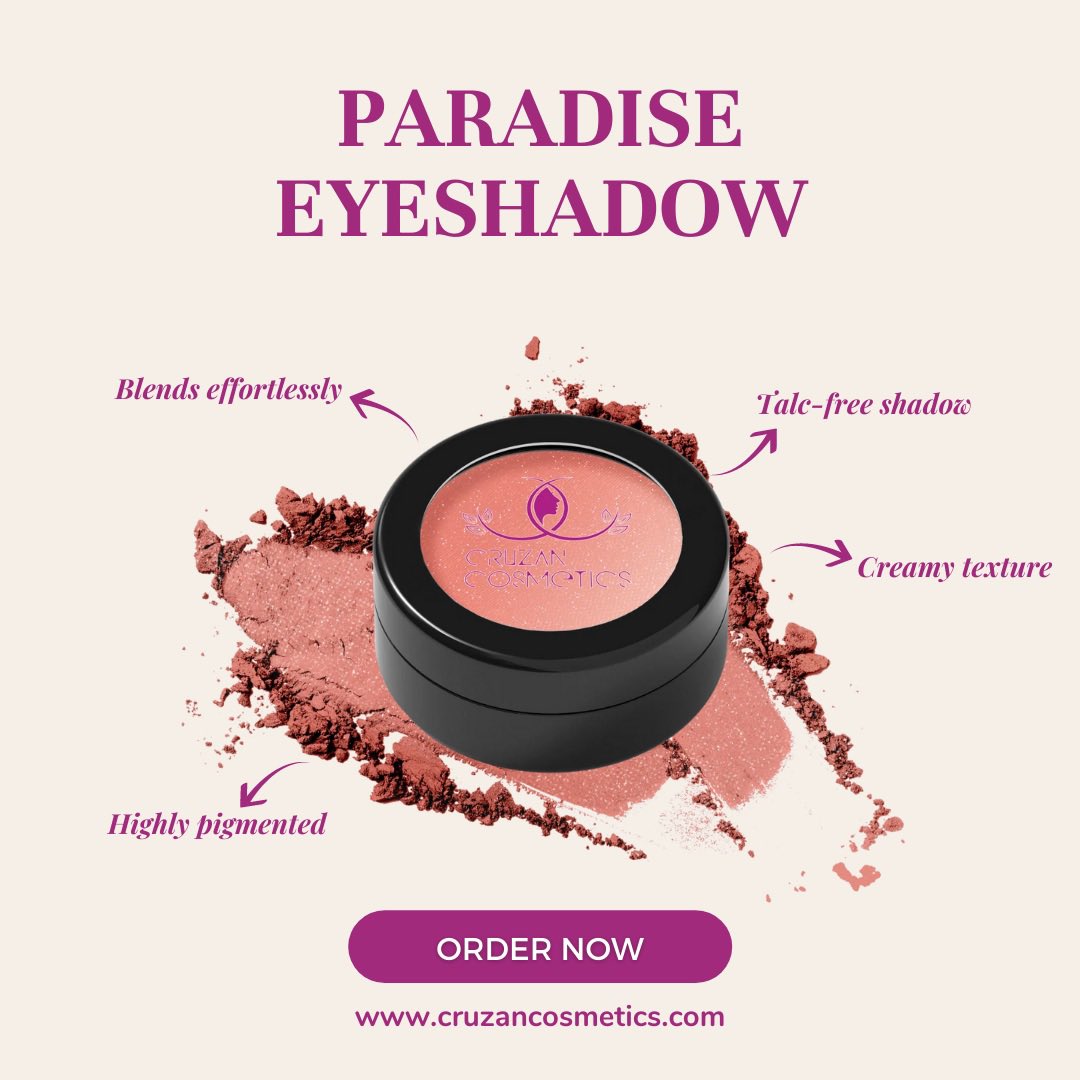 PARADISE
EYESHADOW
Blends effortlessly
Talc-free shadow
CRUZAN
COSMETICS
Creamy texture
Highly pigmented
ORDER NOW
www.cruzancosmetics.com